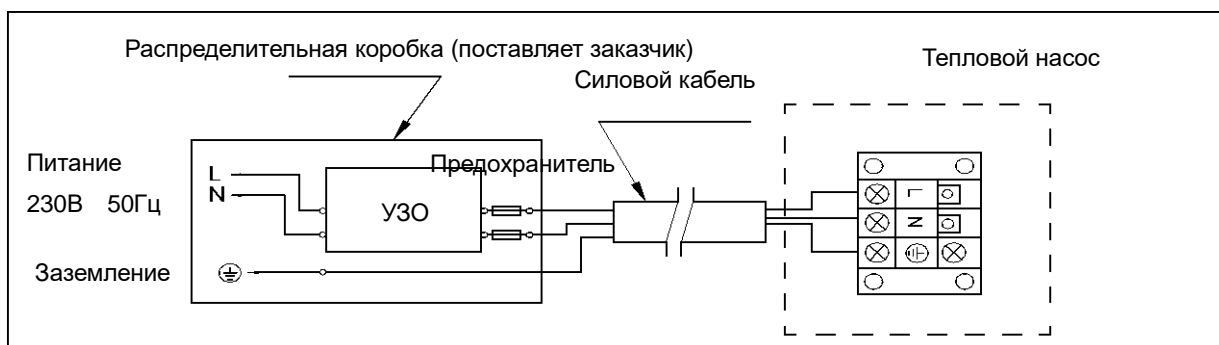 Распределительная коробка (поставляет заказчик)
Тепловой насос
Силовой кабель
Питание
230В 50Гц
Заземление
L
N
УЗО
Предохранитель
L
N